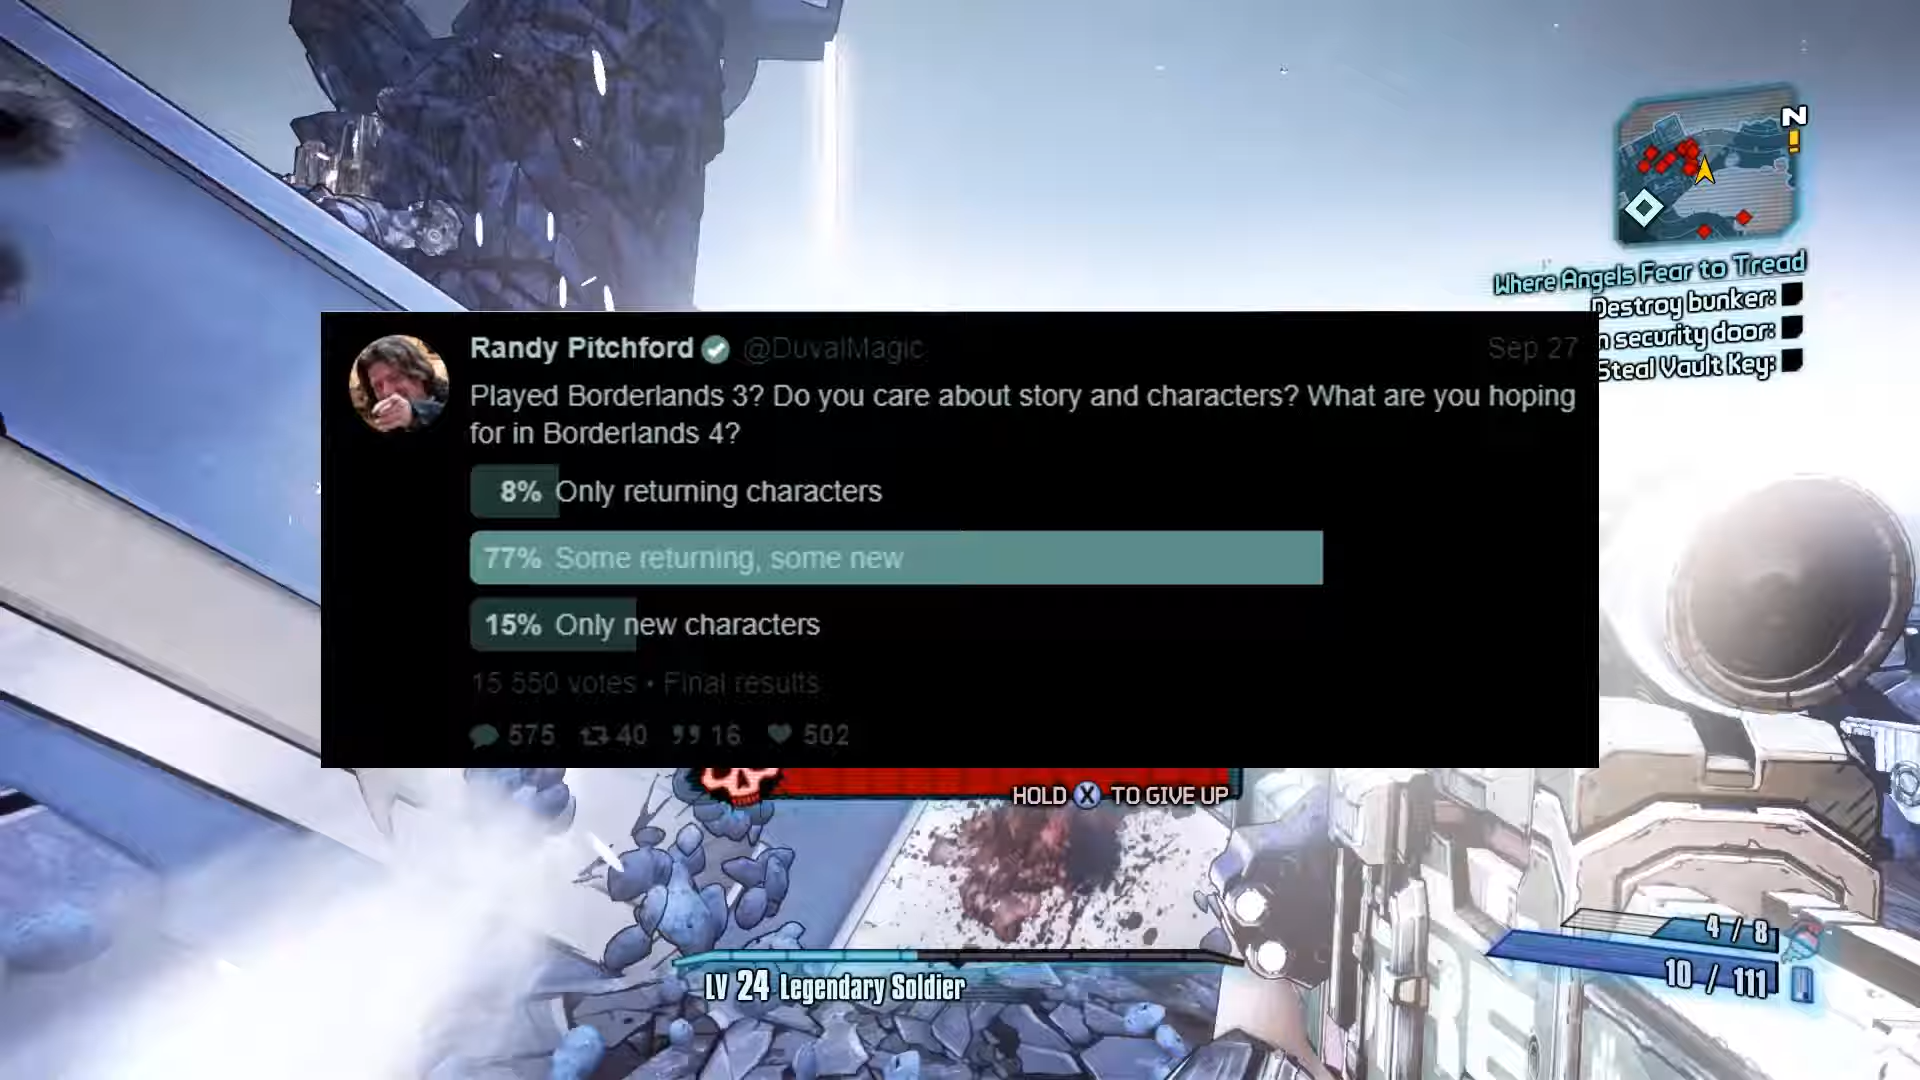 N
Where Angels Fear to Tread
Destroy bunker:
n security door:
Steal Vault Key:
Randy Pitchford @DuvalMagic Sep 27
Played Borderlands 3? Do you care about story and characters? What are you hoping
for in Borderlands 4?
8% Only returning characters
77% Some returning, some new
15% Only new characters
15 550 votes • Final results
575 40 16 502
HOLD X TO GIVE UP
4 / 8
10 / 111
LV 24 Legendary Soldier